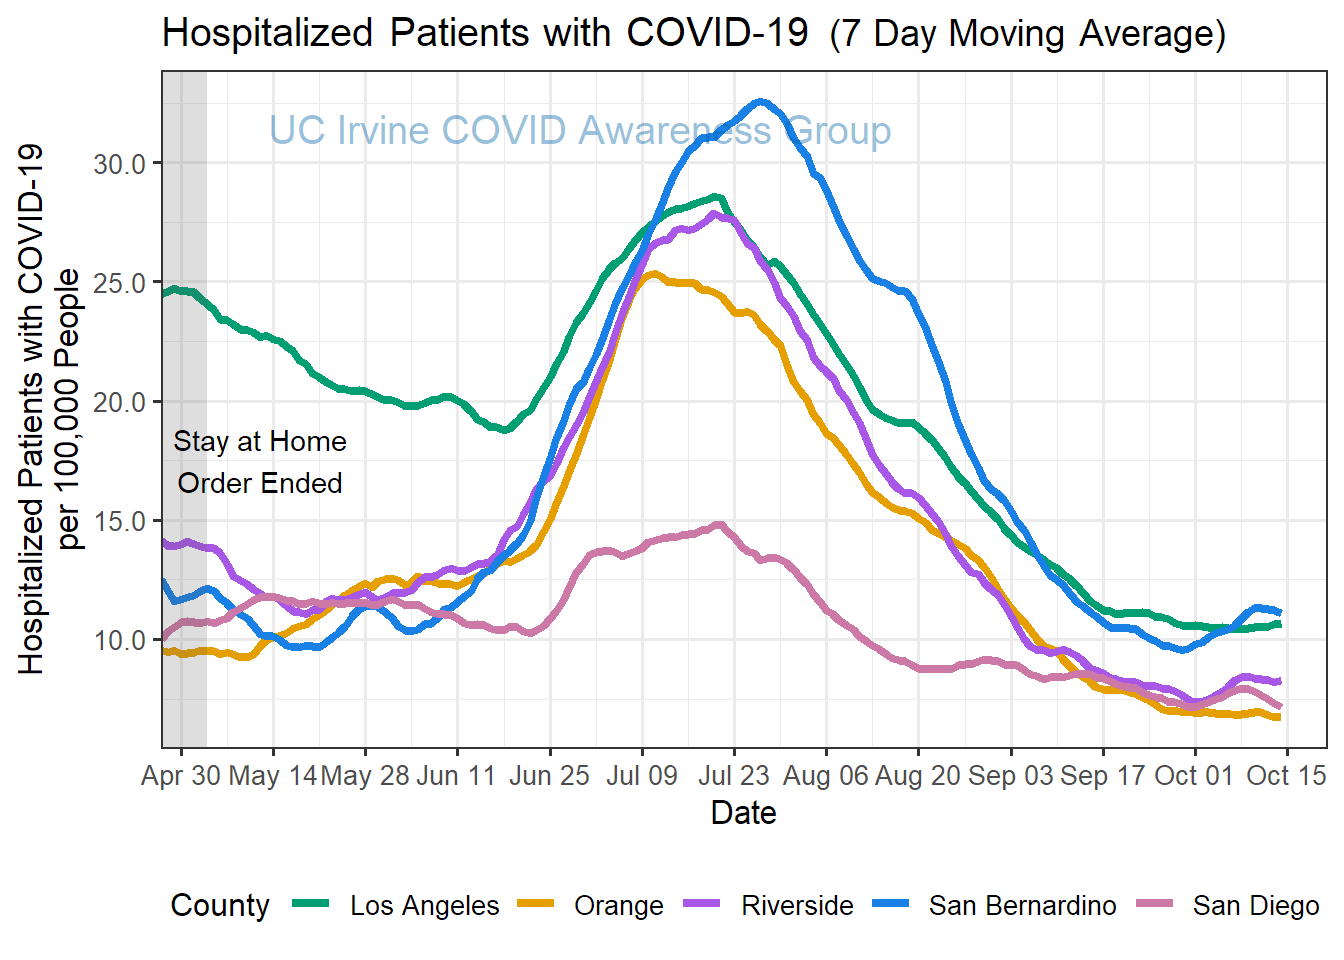 Hospitalized Patients with COVID-19 (7 Day Moving Average)
UC Irvine COVID Awareness Group
Hospitalized Patients with COVID-19
per 100,000 People
30.0
25.0
20.0
15.0
10.0
Stay at Home
Order Ended
Apr 30 May 14 May 28 Jun 11 Jun 25 Jul 09 Jul 23 Aug 06 Aug 20 Sep 03 Sep 17 Oct 01 Oct 15
Date
County Los Angeles Orange Riverside San Bernardino San Diego